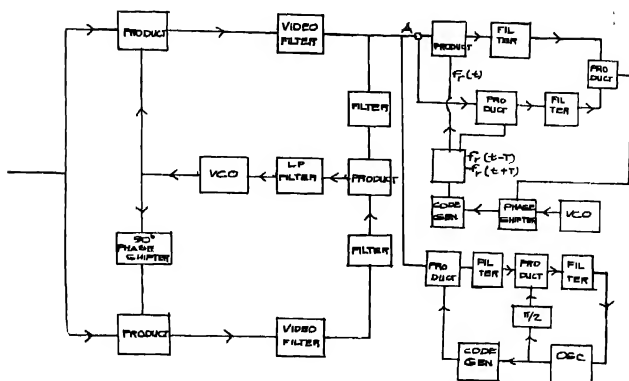 PRODUCT
VIDEO
FILTER
A
PRODUCT
FIL
TER
PRO
DUCT
Fr(t)
PRO
DUCT
FIL
TER
FILTER
VCO
LP
FILTER
PRODUCT
fr(t-T)
fr(t+T)
CODE
GEN
PHASE
SHIFTER
VCO
90°
PHASE
SHIFTER
FILTER
PRO
DUCT
FIL
TER
PRO
DUCT
FIL
TER
π/2
PRODUCT
VIDEO
FILTER
CODE
GEN
OSC